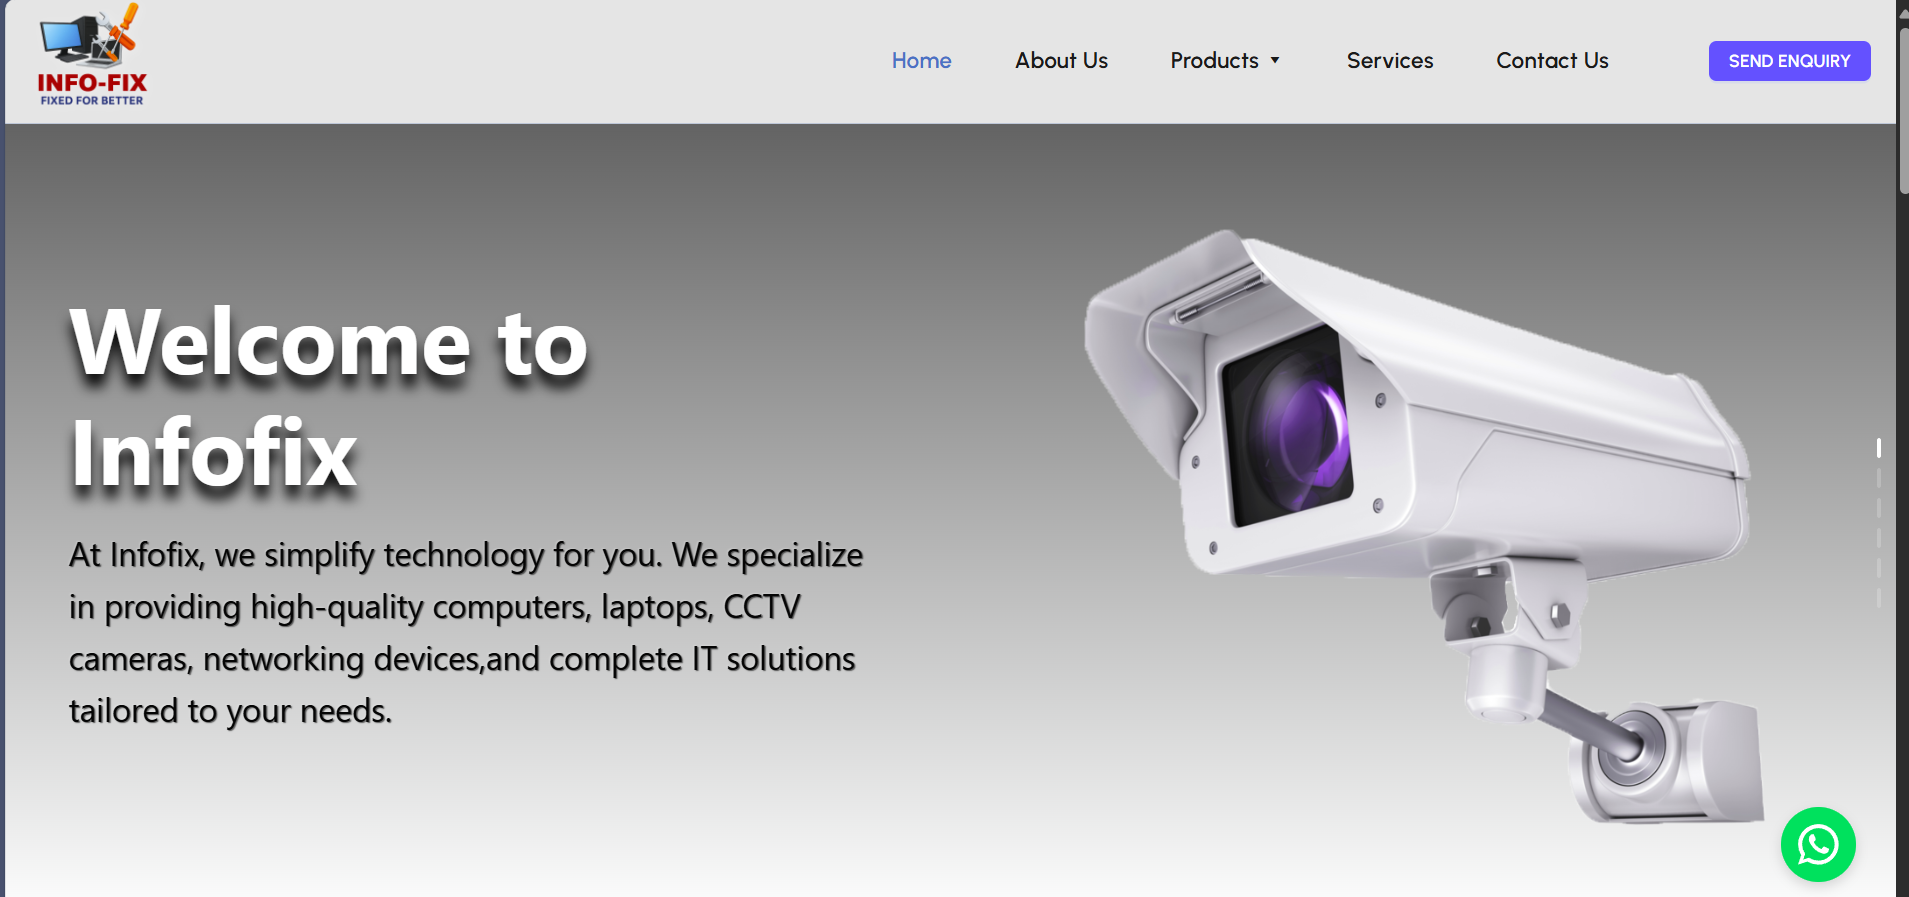 INFO-FIX
FIXED FOR BETTER
Home
About Us
Products
Services
Contact Us
SEND ENQUIRY
Welcome to
Infofix
At Infofix, we simplify technology for you. We specialize
in providing high-quality computers, laptops, CCTV
cameras, networking devices,and complete IT solutions
tailored to your needs.